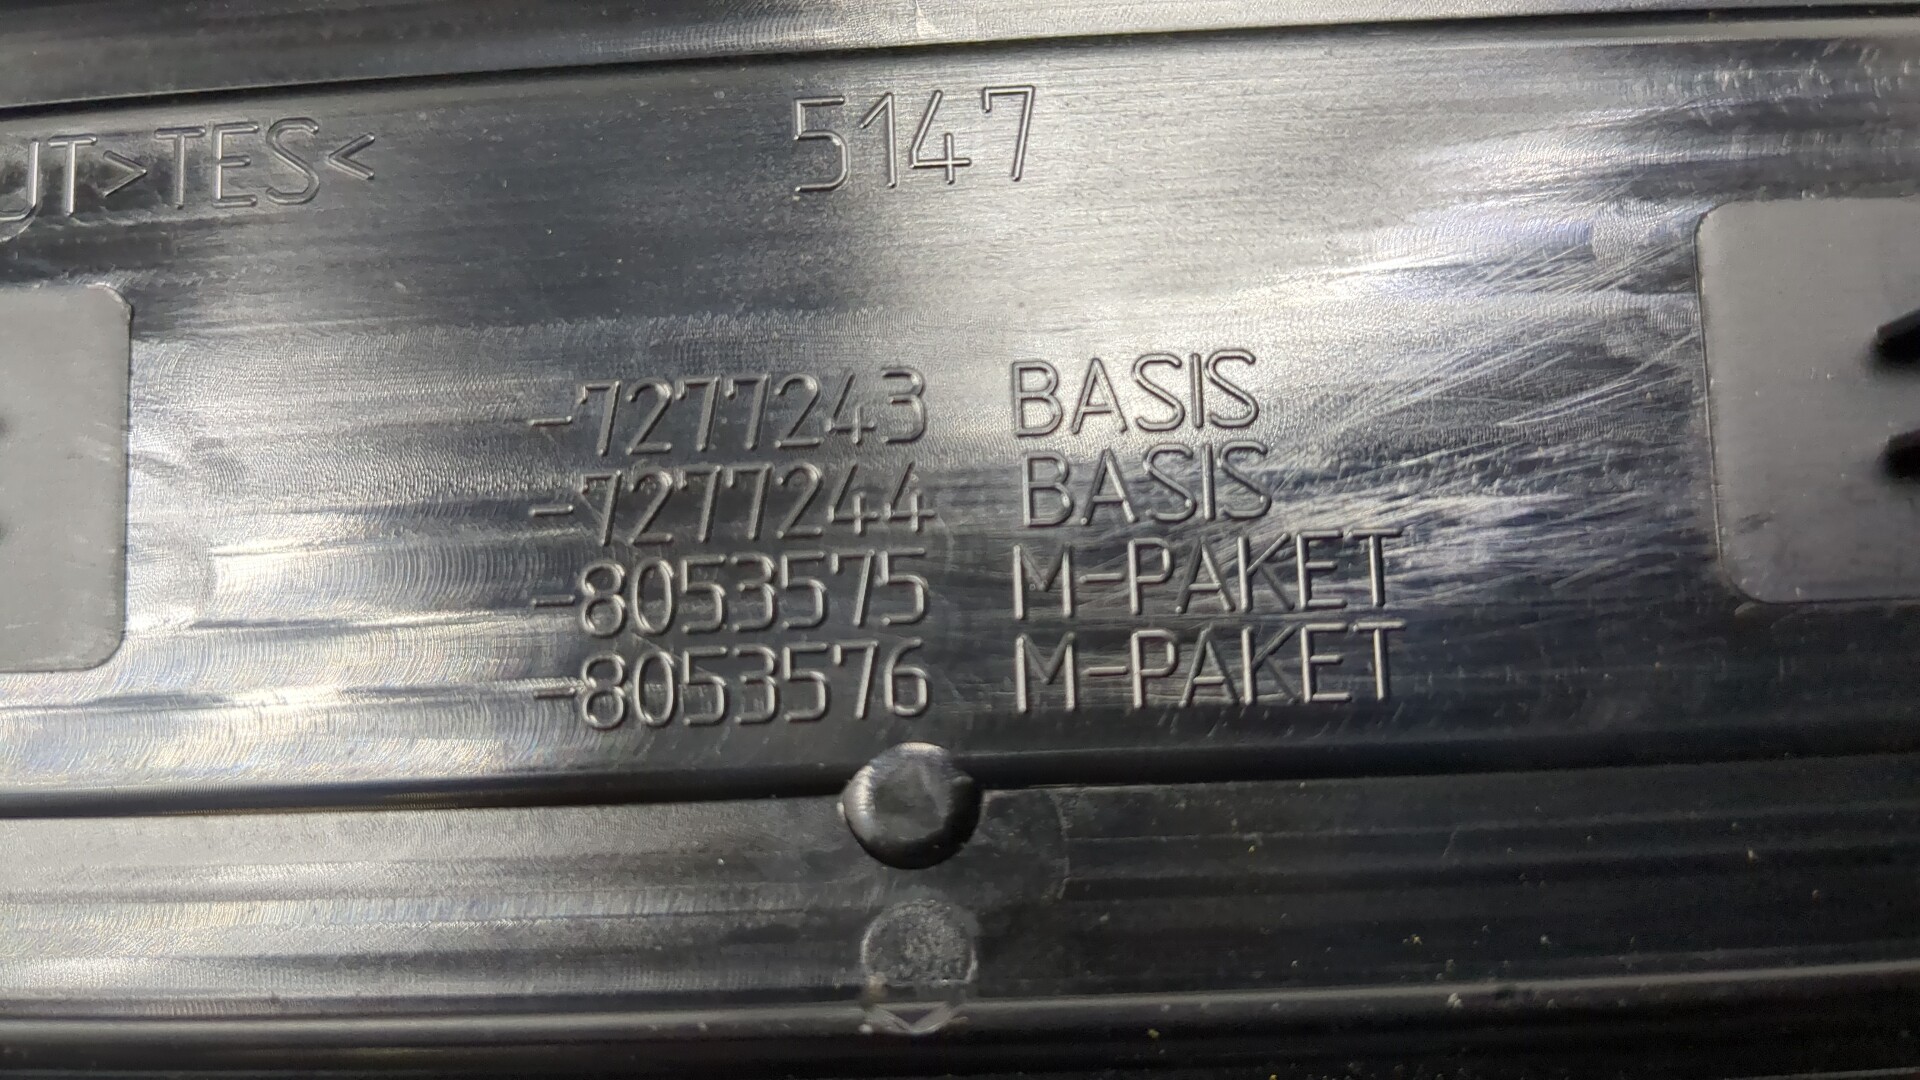 UT>TES< 5147
-7277243 BASIS
-7277244 BASIS
-8053575 M-PAKET
-8053576 M-PAKET